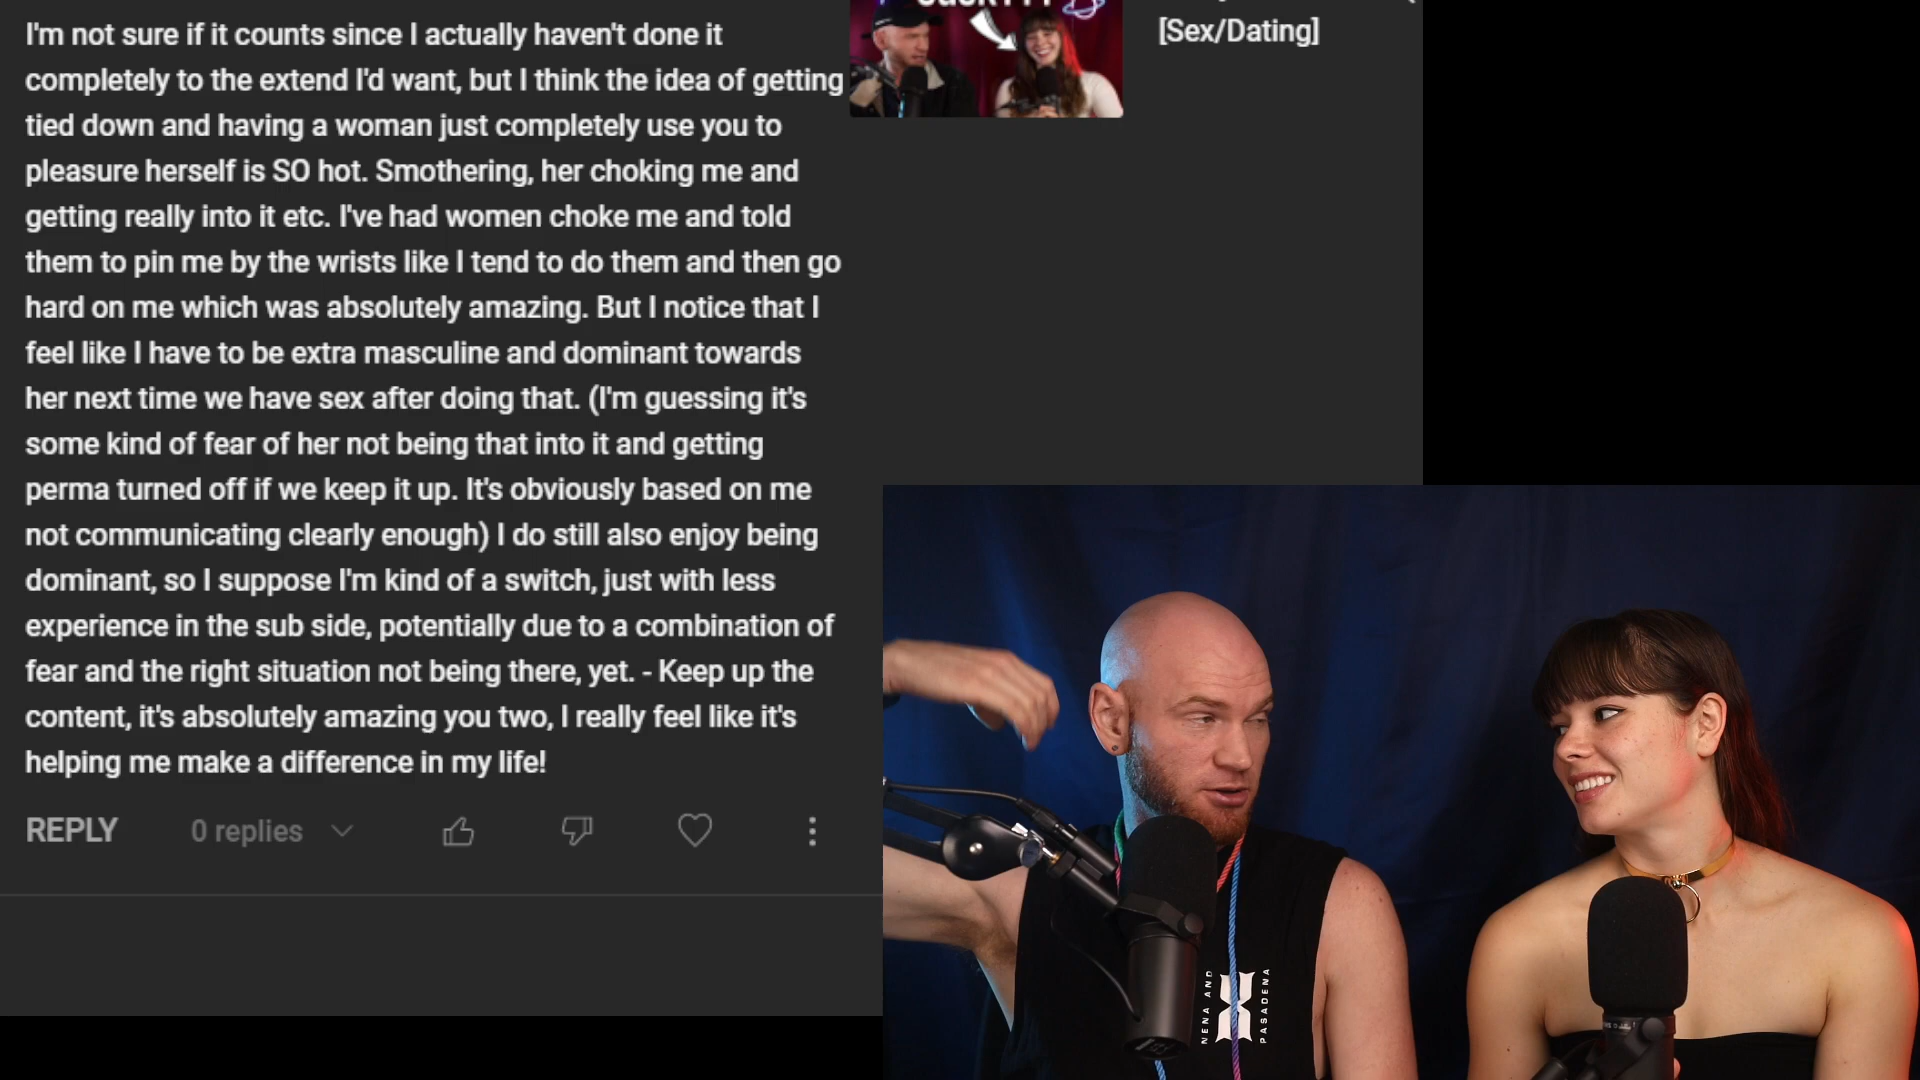 I'm not sure if it counts since I actually haven't done it
completely to the extend I'd want, but I think the idea of getting
tied down and having a woman just completely use you to
pleasure herself is SO hot. Smothering, her choking me and
getting really into it etc. I've had women choke me and told
them to pin me by the wrists like I tend to do them and then go
hard on me which was absolutely amazing. But I notice that I
feel like I have to be extra masculine and dominant towards
her next time we have sex after doing that. (I'm guessing it's
some kind of fear of her not being that into it and getting
perma turned off if we keep it up. It's obviously based on me
not communicating clearly enough) I do still also enjoy being
dominant, so I suppose I'm kind of a switch, just with less
experience in the sub side, potentially due to a combination of
fear and the right situation not being there, yet. - Keep up the
content, it's absolutely amazing you two, I really feel like it's
helping me make a difference in my life!
REPLY 0 replies
[Sex/Dating]
NENA AND
PASADENA